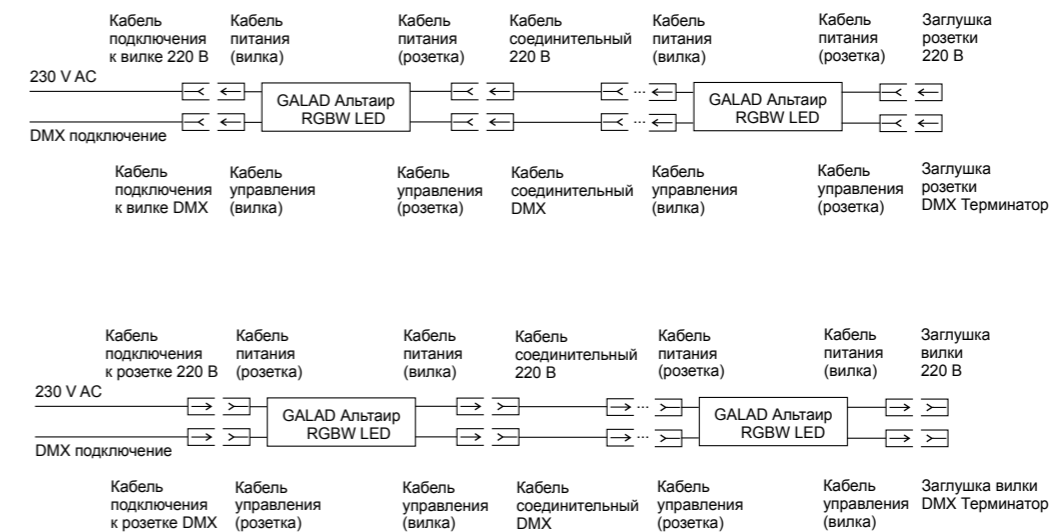 Кабель
подключения
к вилке 220 В
Кабель
питания
(вилка)
Кабель
питания
(розетка)
Кабель
соединительный
220 В
Кабель
питания
(вилка)
Кабель
питания
(розетка)
Заглушка
розетки
220 В
230 V AC
GALAD Альтаир
RGBW LED
...
GALAD Альтаир
RGBW LED
...
DMX подключение
Кабель
подключения
к вилке DMX
Кабель
управления
(вилка)
Кабель
управления
(розетка)
Кабель
соединительный
DMX
Кабель
управления
(вилка)
Кабель
управления
(розетка)
Заглушка
розетки
DMX Терминатор
Кабель
подключения
к розетке 220 В
Кабель
питания
(розетка)
Кабель
питания
(вилка)
Кабель
соединительный
220 В
Кабель
питания
(розетка)
Кабель
питания
(вилка)
Заглушка
вилки
220 В
230 V AC
GALAD Альтаир
RGBW LED
...
GALAD Альтаир
RGBW LED
...
DMX подключение
Кабель
подключения
к розетке DMX
Кабель
управления
(розетка)
Кабель
управления
(вилка)
Кабель
соединительный
DMX
Кабель
управления
(розетка)
Кабель
управления
(вилка)
Заглушка вилки
DMX Терминатор